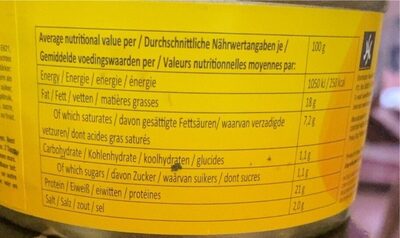 Average nutritional value per / Durchschnittliche Nährwertangaben je /
Gemiddelde voedingswaarden per / Valeurs nutritionnelles moyennes par:
100 g
Energy / Energie / energie / énergie
1050 kJ / 250 kcal
Fat / Fett / vetten / matières grasses
18 g
Of which saturates / davon gesättigte Fettsäuren/ waarvan verzadigde
vetzuren/ dont acides gras saturés
7,2 g
Carbohydrate / Kohlenhydrate / koolhydraten / glucides
1,1 g
Of which sugars / davon Zucker / waarvan suikers / dont sucres
1,1 g
Protein / Eiweiß / eiwitten / protéines
21 g
Salt / Salz / zout / sel
2,0 g